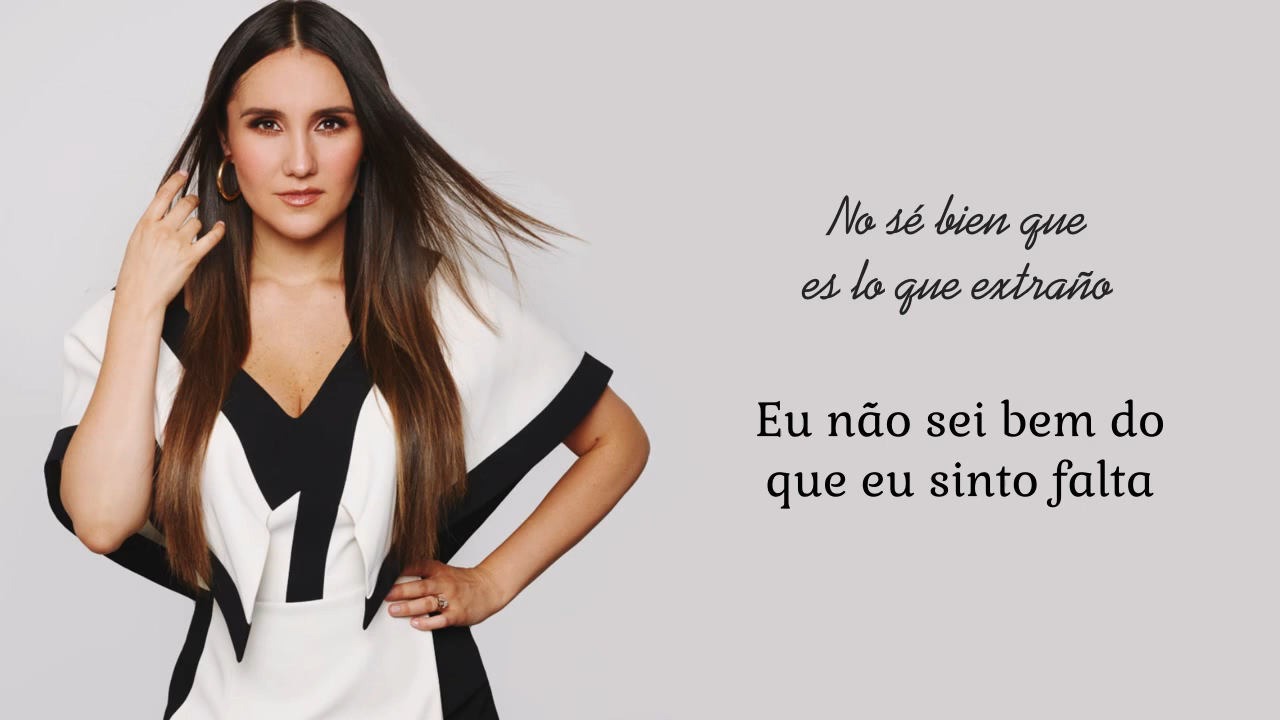 No sé bien que
es lo que extraño
Eu não sei bem do
que eu sinto falta